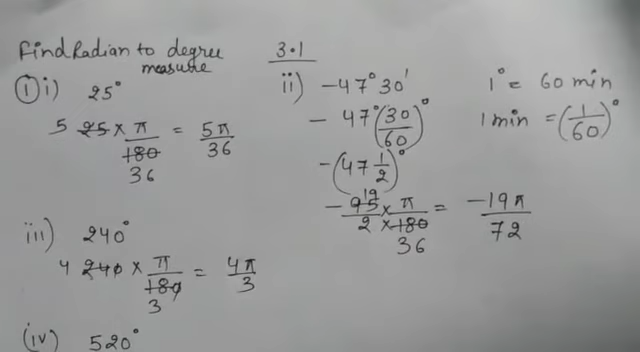 Find Radian to degree measure
3.1
① i) 25°
5 25 × π/180 = 5π/36
36
ii) -47° 30'
- 47°(30/60)°
-(47 1/2)°
19
- 95/2 × π/× 180 = -19π/72
36
1° = 60 min
1 min = (1/60)°
iii) 240°
4 240 × π/180 = 4π/3
3
(iv) 520°